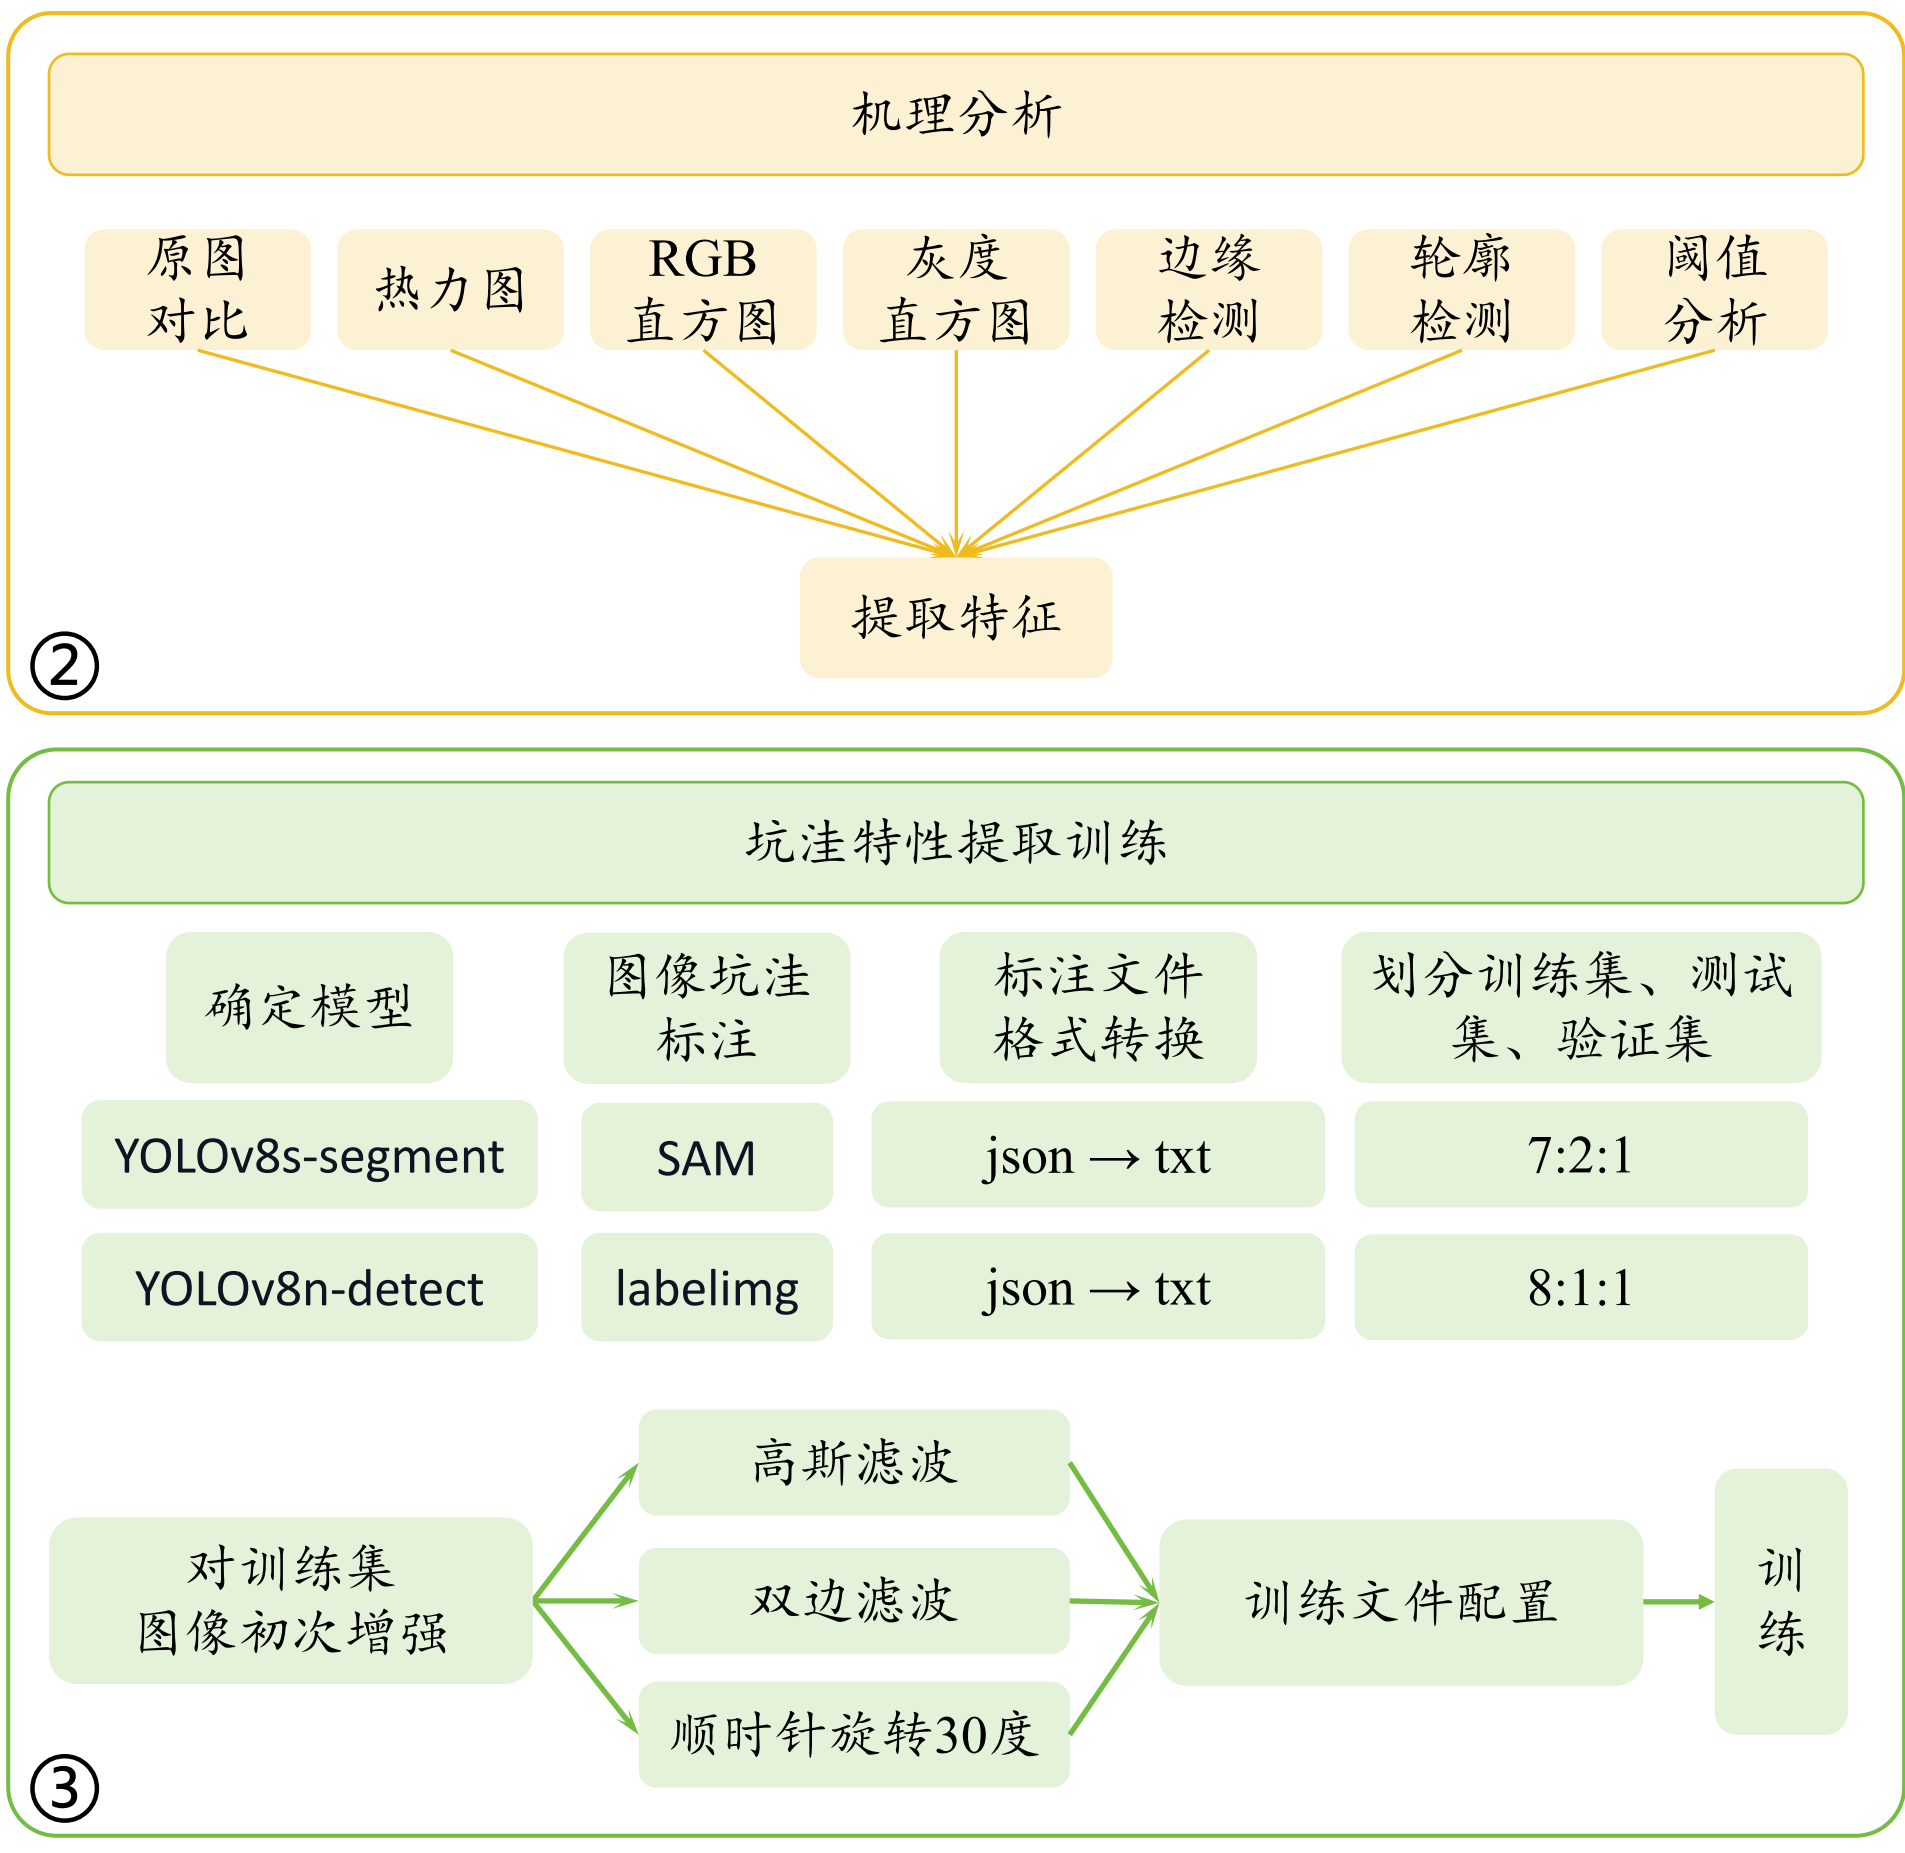 机理分析
原图
对比
热力图
RGB
直方图
灰度
直方图
边缘
检测
轮廓
检测
阈值
分析
提取特征
②
坑洼特性提取训练
确定模型
图像坑洼
标注
标注文件
格式转换
划分训练集、测试
集、验证集
YOLOv8s-segment
SAM
json → txt
7:2:1
YOLOv8n-detect
labelimg
json → txt
8:1:1
对训练集
图像初次增强
高斯滤波
双边滤波
顺时针旋转30度
训练文件配置
训
练
③